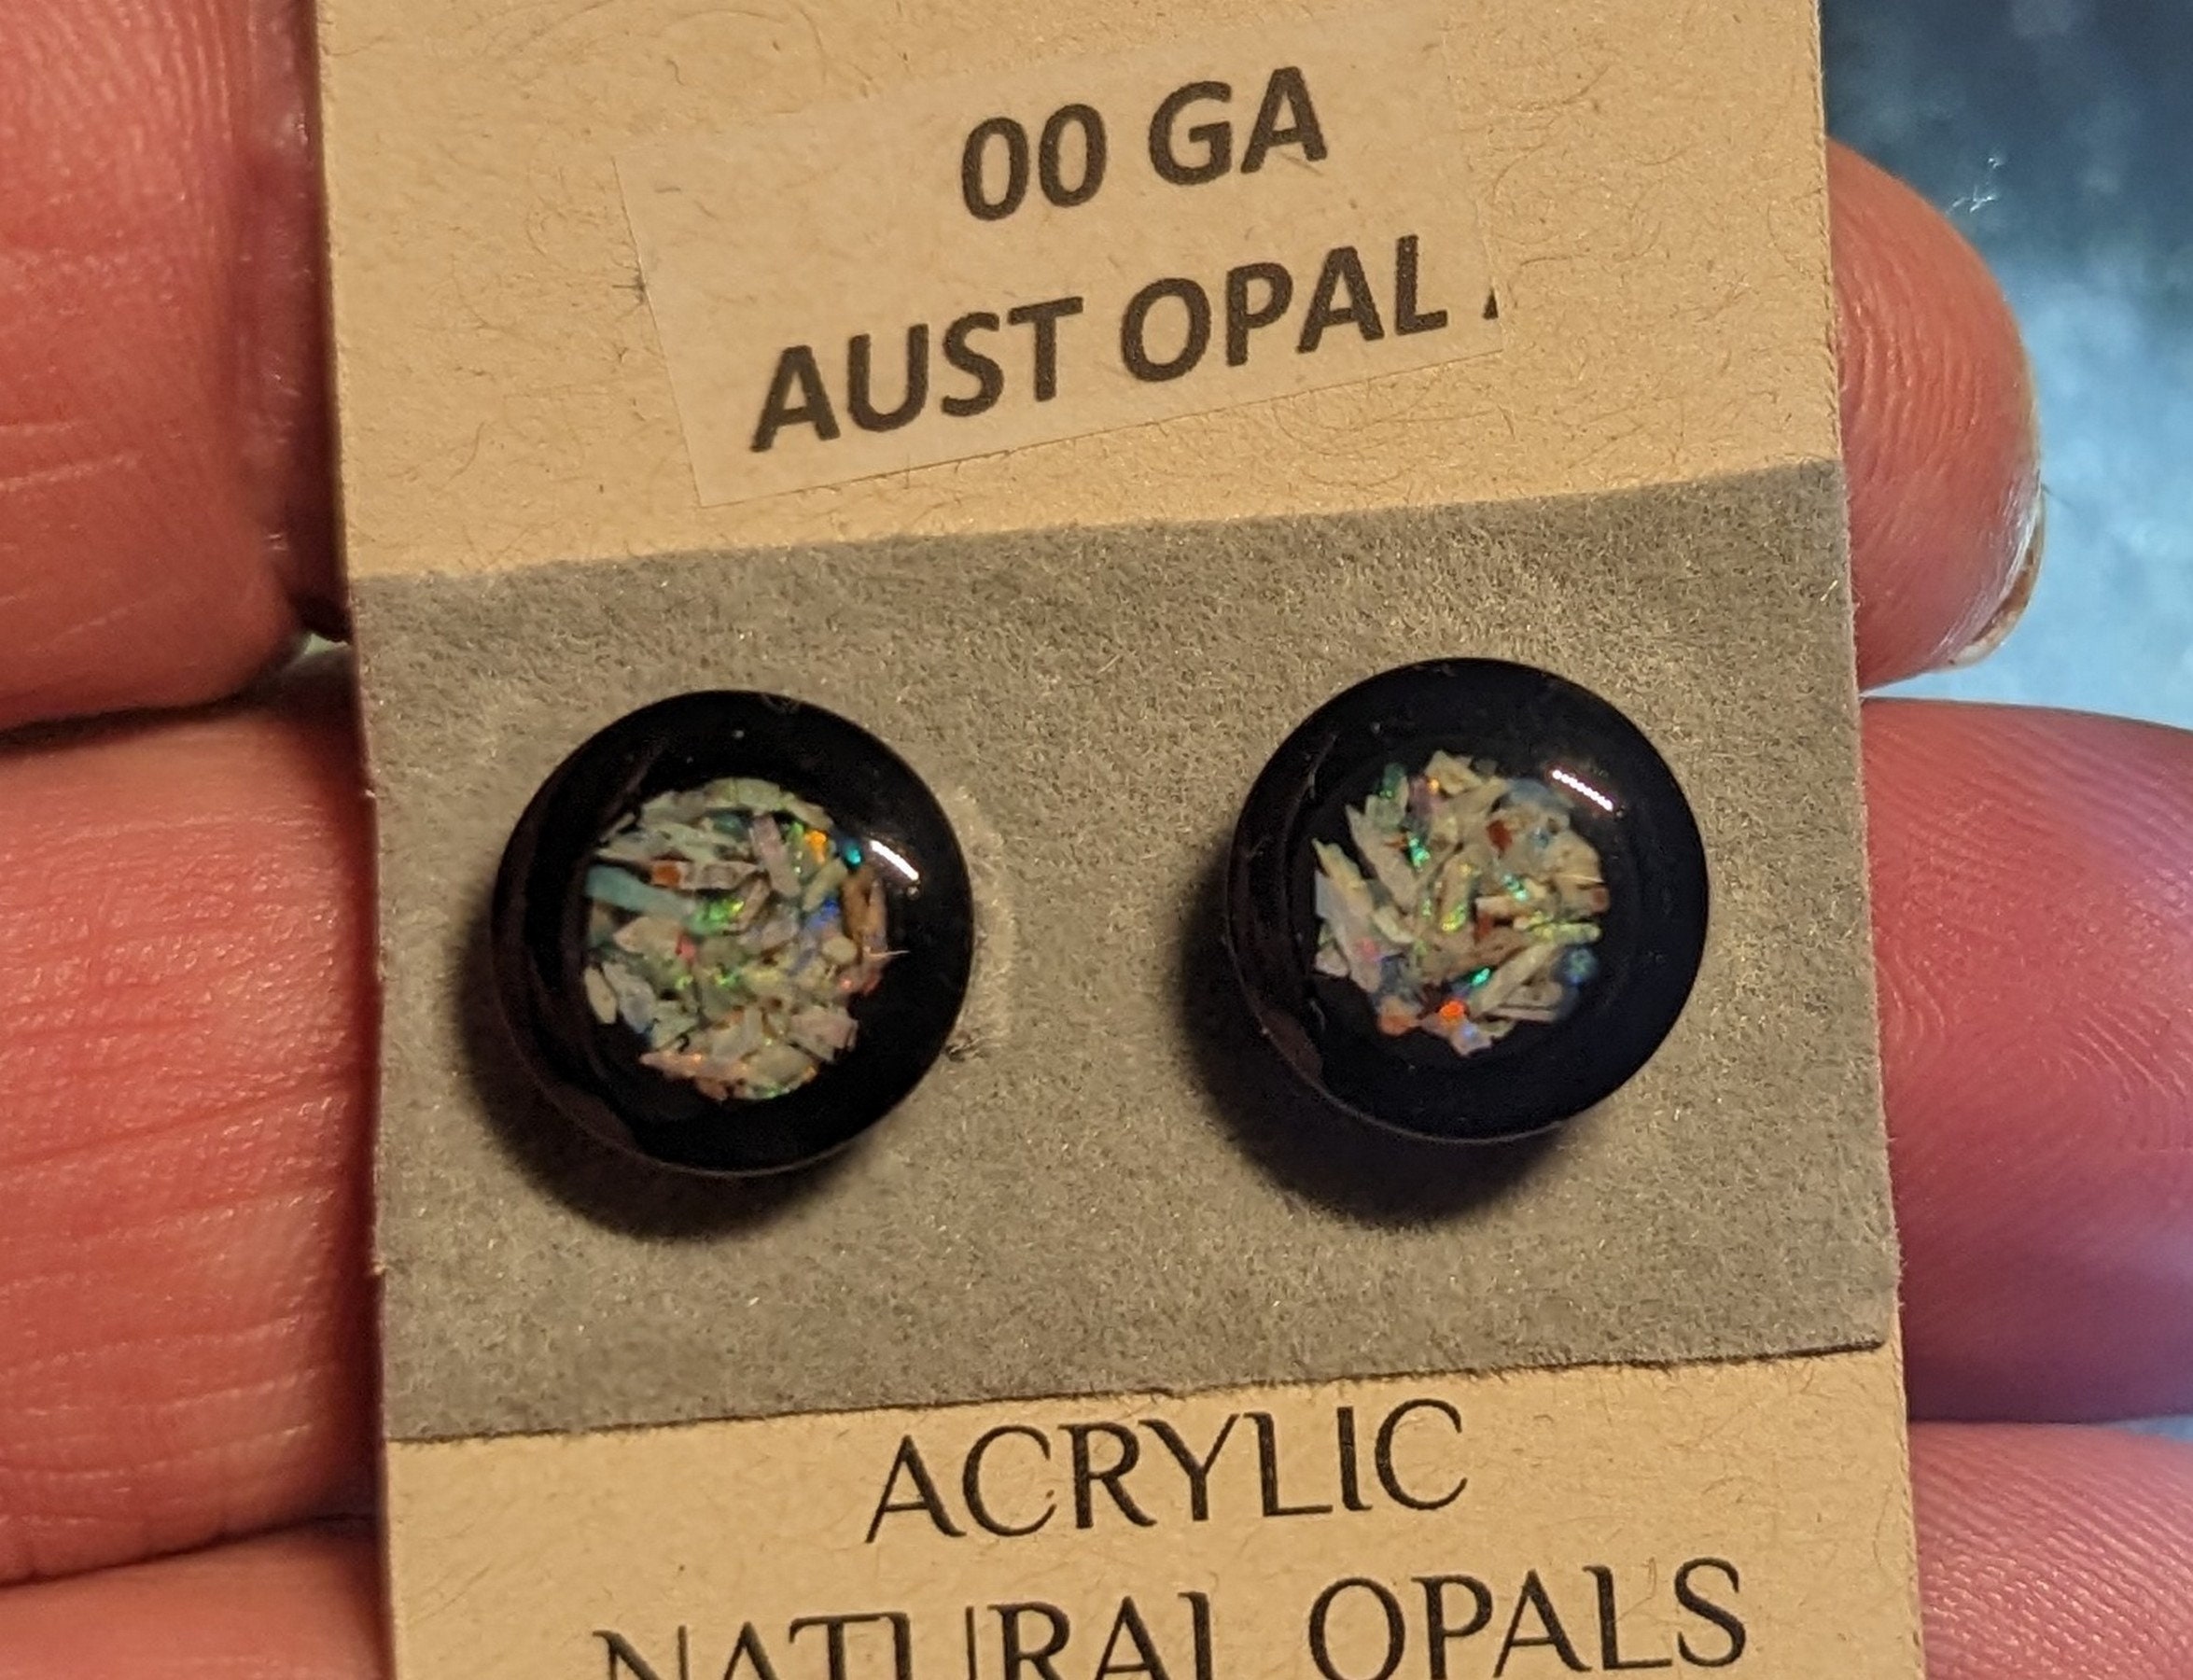 00 GA
AUST OPAL
ACRYLIC
NATURAL OPALS